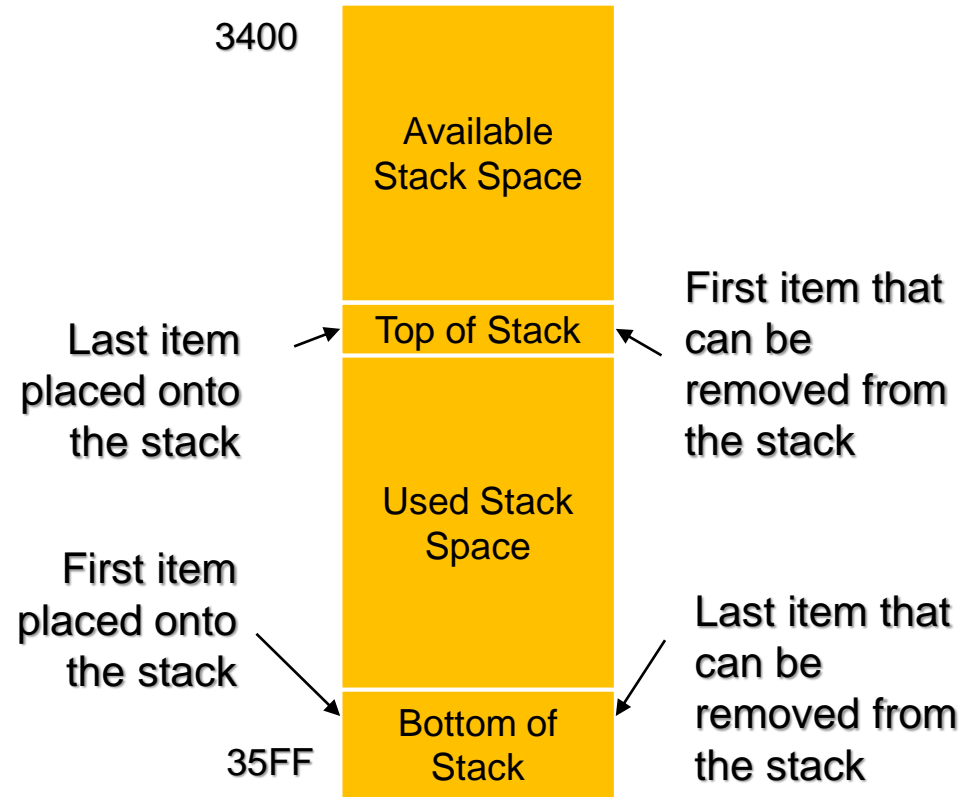 3400
Available
Stack Space
Last item
placed onto
the stack
Top of Stack
First item that
can be
removed from
the stack
Used Stack
Space
First item
placed onto
the stack
Last item that
can be
removed from
the stack
Bottom of
Stack
35FF